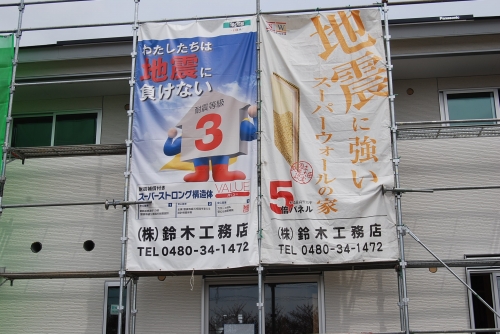 わたしたちは
地震に
負けない
耐震等級
3
スーパーストロング構造体
VALUE
(株)鈴木工務店
TEL 0480-34-1472
地震に強い
スーパーウォールの家
5倍パネル
(株)鈴木工務店
TEL 0480-34-1472
Panasonic